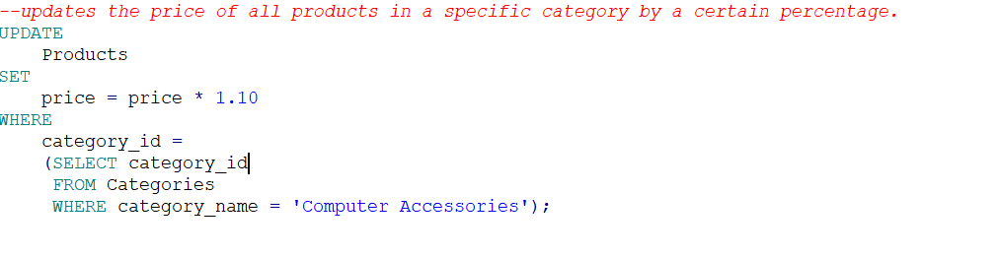 --updates the price of all products in a specific category by a certain percentage.
UPDATE
    Products
SET
    price = price * 1.10
WHERE
    category_id =
    (SELECT category_id
     FROM Categories
     WHERE category_name = 'Computer Accessories');